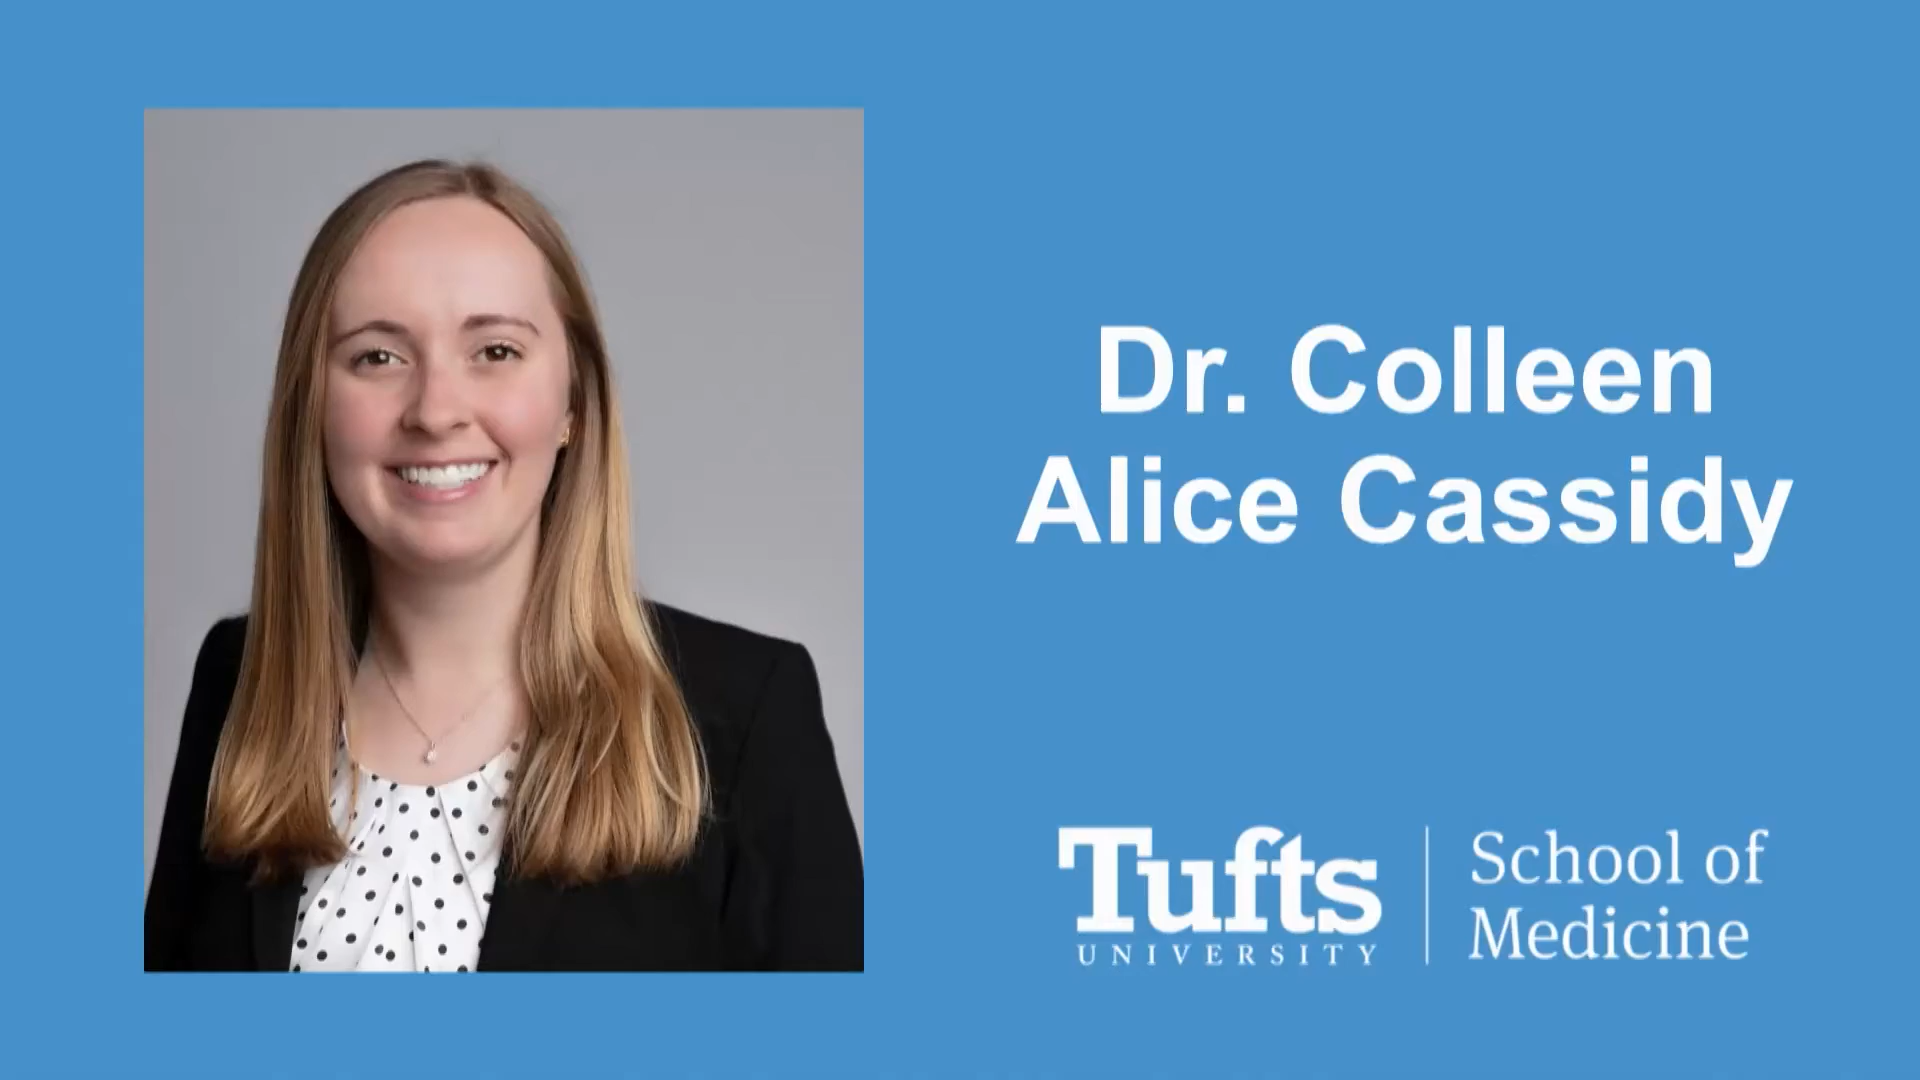 Dr. Colleen
Alice Cassidy
Tufts
UNIVERSITY
School of
Medicine